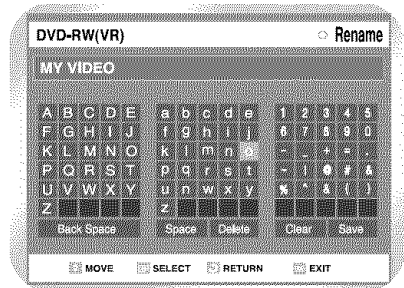 DVD-RW(VR) Rename
MY VIDEO
A B C D E a b c d e 1 2 3 4 5
F G H I J f g h i j 6 7 8 9 0
K L M N O k l m n o - _ + = .
P Q R S T p q r s t
U V W X Y u n w x y % ^ & ( )
Z z
Back Space Space Delete Clear Save
MOVE SELECT RETURN EXIT